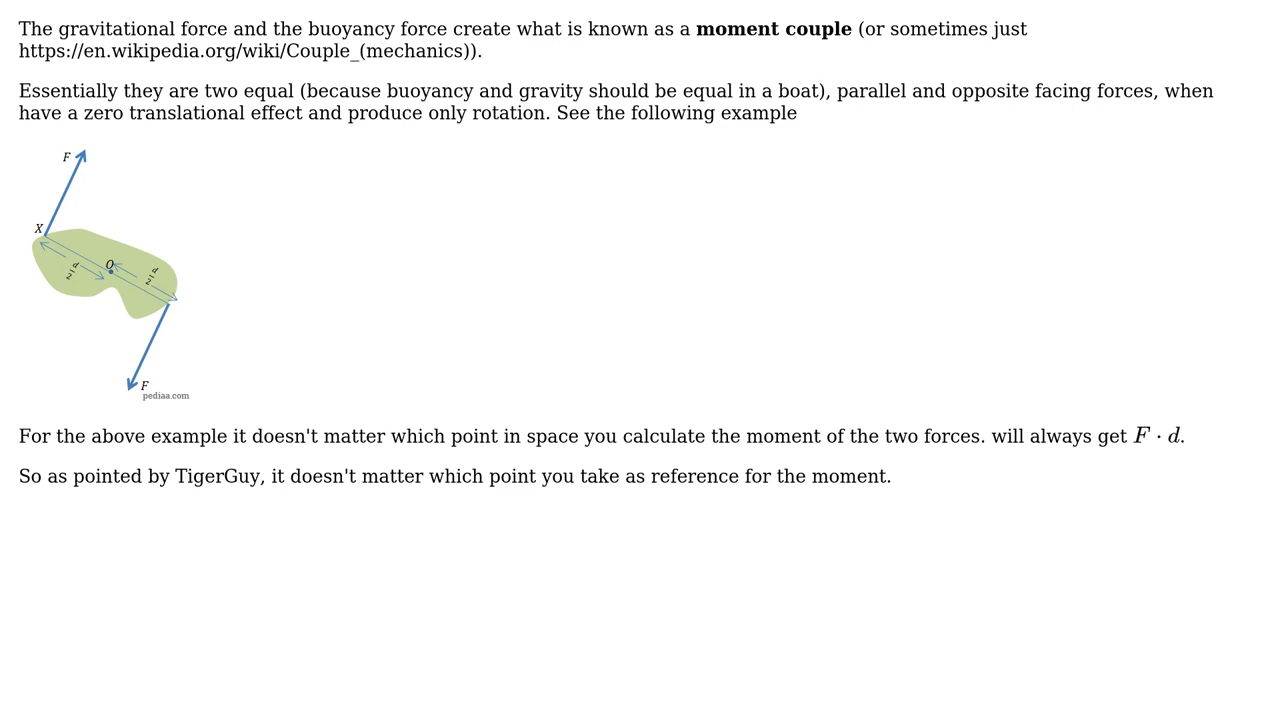 The gravitational force and the buoyancy force create what is known as a moment couple (or sometimes just
https://en.wikipedia.org/wiki/Couple_(mechanics)).
Essentially they are two equal (because buoyancy and gravity should be equal in a boat), parallel and opposite facing forces, when
have a zero translational effect and produce only rotation. See the following example
F
X
O
d/2
d/2
F
pediaa.com
For the above example it doesn't matter which point in space you calculate the moment of the two forces. will always get F · d.
So as pointed by TigerGuy, it doesn't matter which point you take as reference for the moment.